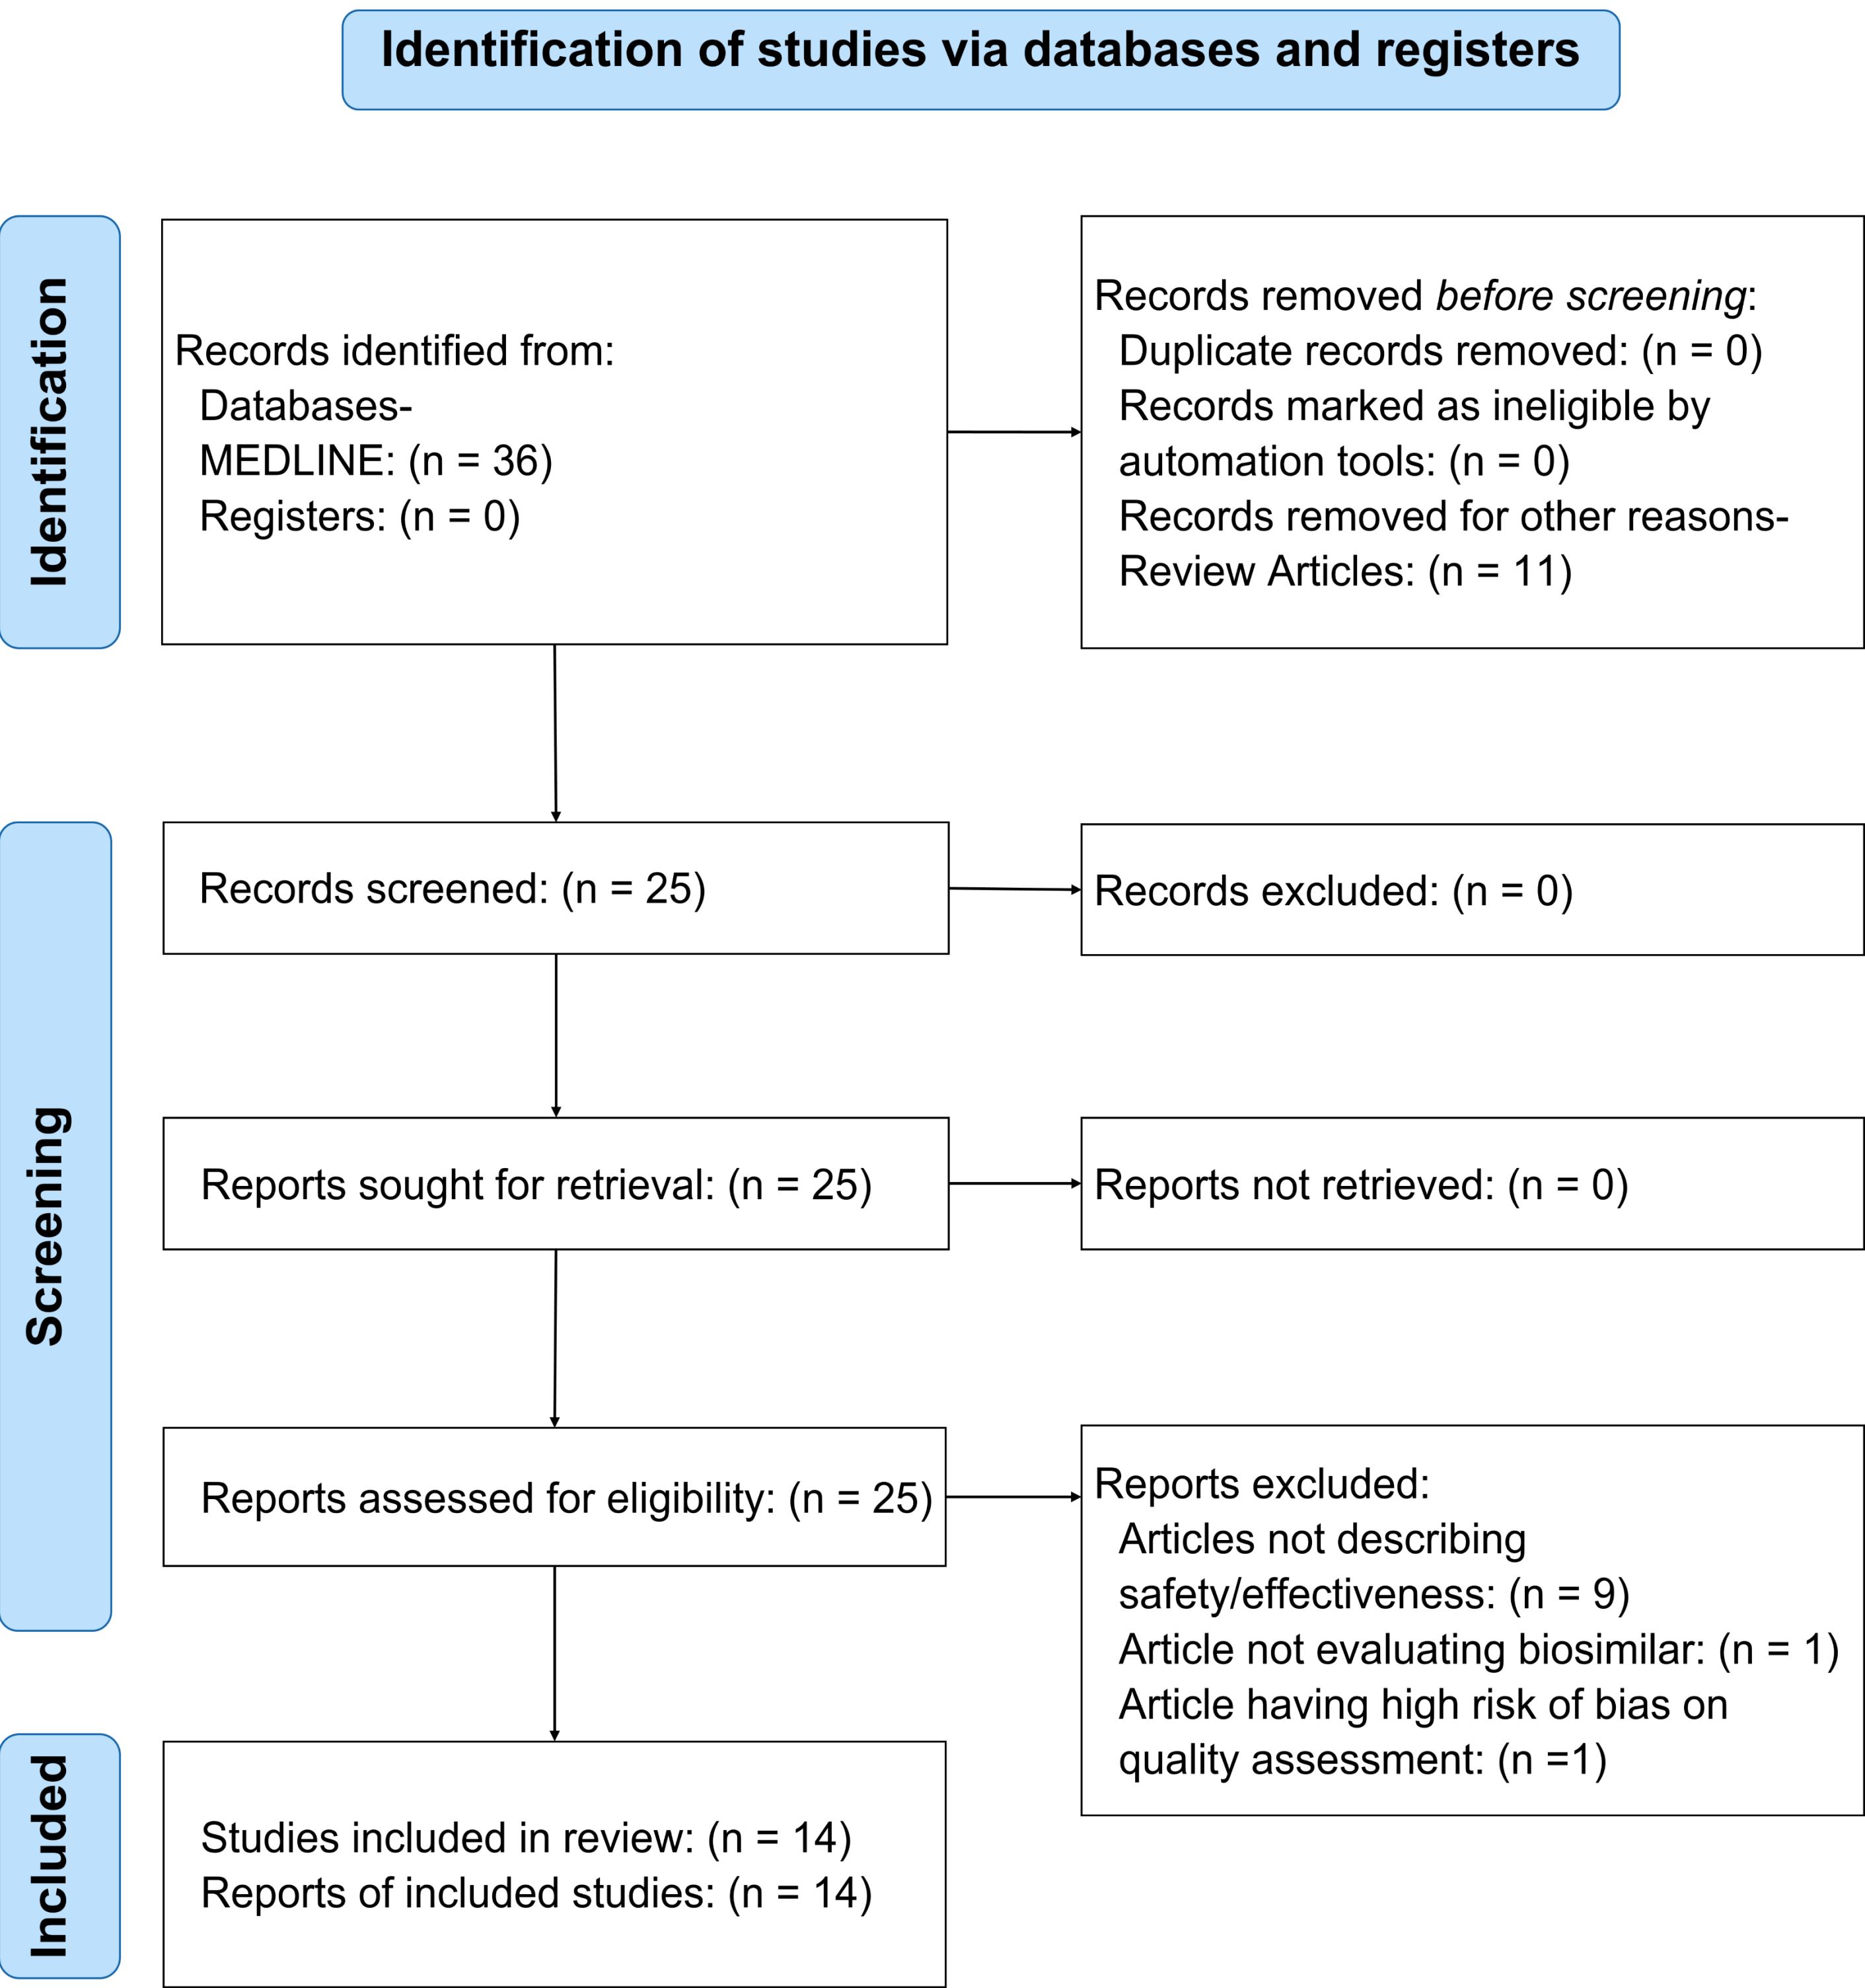 Identification of studies via databases and registers
Identification
Records identified from:
Databases-
MEDLINE: (n = 36)
Registers: (n = 0)
Records removed before screening:
Duplicate records removed: (n = 0)
Records marked as ineligible by
automation tools: (n = 0)
Records removed for other reasons-
Review Articles: (n = 11)
Screening
Records screened: (n = 25)
Records excluded: (n = 0)
Reports sought for retrieval: (n = 25)
Reports not retrieved: (n = 0)
Reports assessed for eligibility: (n = 25)
Reports excluded:
Articles not describing
safety/effectiveness: (n = 9)
Article not evaluating biosimilar: (n = 1)
Article having high risk of bias on
quality assessment: (n =1)
Included
Studies included in review: (n = 14)
Reports of included studies: (n = 14)